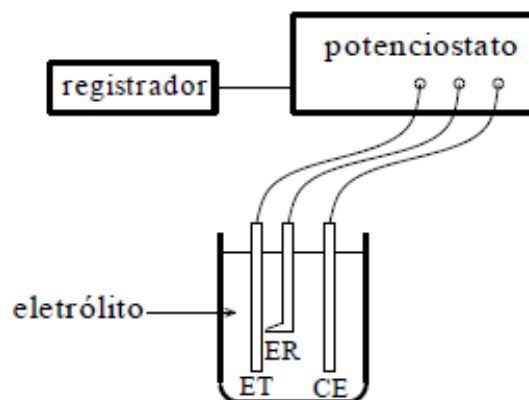 potenciostato
registrador
eletrólito
ER
ET CE